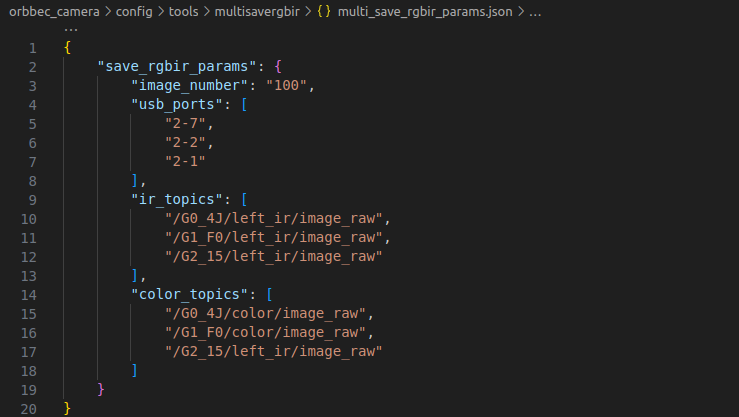 orbbec_camera > config > tools > multisavergbir > {} multi_save_rgbir_params.json > ...
...
1 {
2 "save_rgbir_params": {
3 "image_number": "100",
4 "usb_ports": [
5 "2-7",
6 "2-2",
7 "2-1"
8 ],
9 "ir_topics": [
10 "/G0_4J/left_ir/image_raw",
11 "/G1_F0/left_ir/image_raw",
12 "/G2_15/left_ir/image_raw"
13 ],
14 "color_topics": [
15 "/G0_4J/color/image_raw",
16 "/G1_F0/color/image_raw",
17 "/G2_15/left_ir/image_raw"
18 ]
19 }
20 }